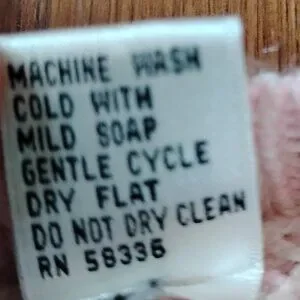 MACHINE WASH
COLD WITH
MILD SOAP
GENTLE CYCLE
DRY FLAT
DO NOT DRY CLEAN
RN 58336